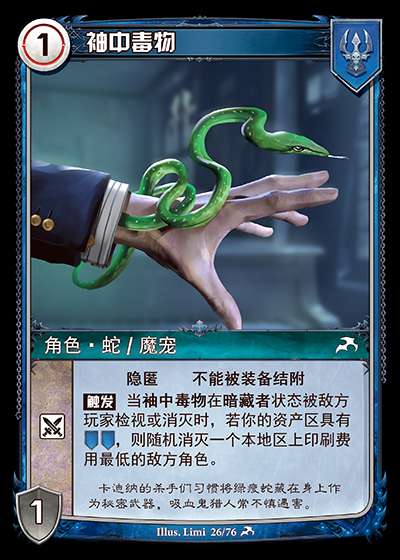 1
袖中毒物
角色·蛇/魔宠
隐匿 不能被装备结附
触发 当袖中毒物在暗藏者状态被敌方
玩家检视或消灭时，若你的资产区具有
，则随机消灭一个本地区上印刷费
用最低的敌方角色。
卡迪纳的杀手们习惯将绿瘦蛇藏在身上作
为秘密武器，吸血鬼猎人常不慎遇害。
1
Illus. Limi 26/76